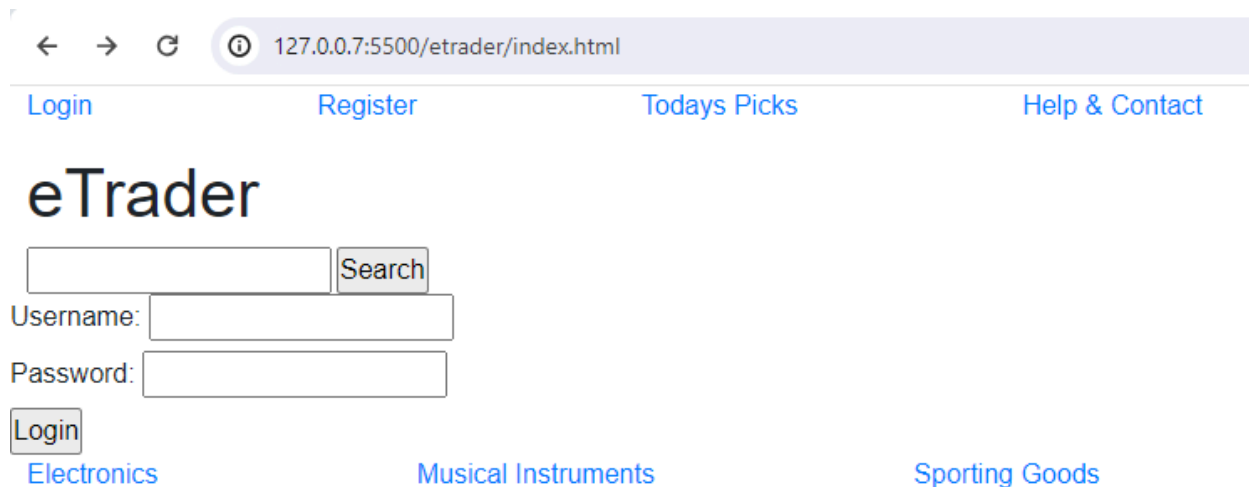 127.0.0.7:5500/etrader/index.html
Login Register Todays Picks Help & Contact
eTrader
Search
Username:
Password:
Login
Electronics Musical Instruments Sporting Goods